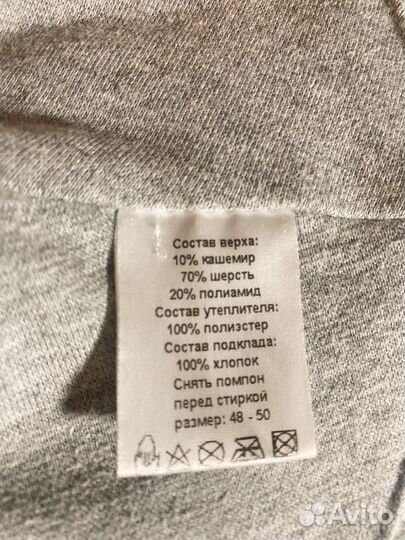 Состав верха:
10% кашемир
70% шерсть
20% полиамид
Состав утеплителя:
100% полиэстер
Состав подклада:
100% хлопок
Снять помпон
перед стиркой
размер: 48 - 50
Avito